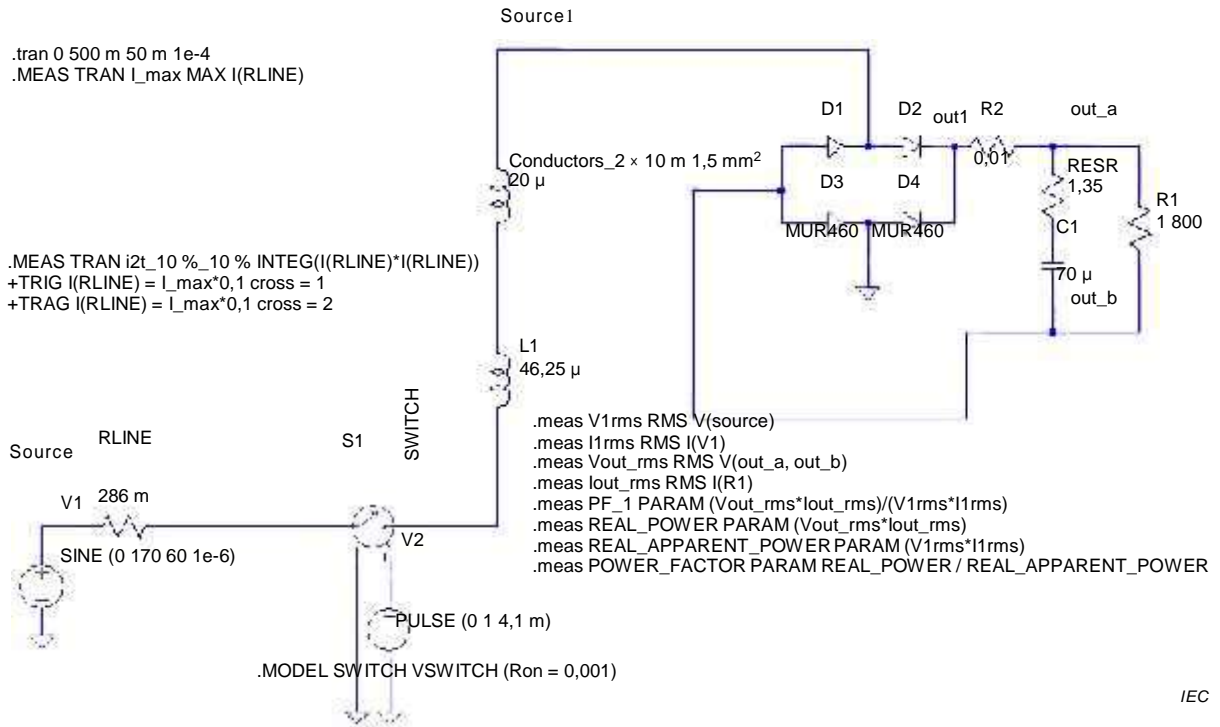 Source1
.tran 0 500 m 50 m 1e-4
.MEAS TRAN I_max MAX I(RLINE)
D1
D2
out1
R2
out_a
0,01
Conductors_2 × 10 m 1,5 mm²
20 µ
D3
D4
RESR
1,35
R1
1 800
MUR460
MUR460
C1
70 µ
out_b
.MEAS TRAN i2t_10 %_10 % INTEG(I(RLINE)*I(RLINE))
+TRIG I(RLINE) = I_max*0,1 cross = 1
+TRAG I(RLINE) = I_max*0,1 cross = 2
L1
46,25 µ
SWITCH
.meas V1rms RMS V(source)
.meas I1rms RMS I(V1)
.meas Vout_rms RMS V(out_a, out_b)
.meas Iout_rms RMS I(R1)
.meas PF_1 PARAM (Vout_rms*Iout_rms)/(V1rms*I1rms)
.meas REAL_POWER PARAM (Vout_rms*Iout_rms)
.meas REAL_APPARENT_POWER PARAM (V1rms*I1rms)
.meas POWER_FACTOR PARAM REAL_POWER / REAL_APPARENT_POWER
Source
RLINE
S1
V1
286 m
V2
SINE (0 170 60 1e-6)
PULSE (0 1 4,1 m)
.MODEL SWITCH VSWITCH (Ron = 0,001)
IEC